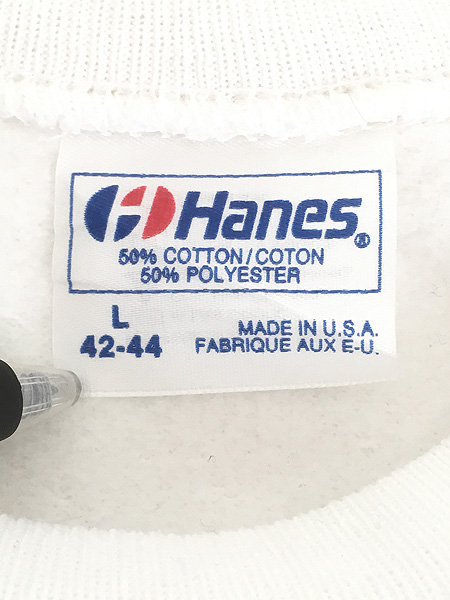 Hanes®
50% COTTON/COTON
50% POLYESTER
L
42-44
MADE IN U.S.A.
FABRIQUE AUX E-U.